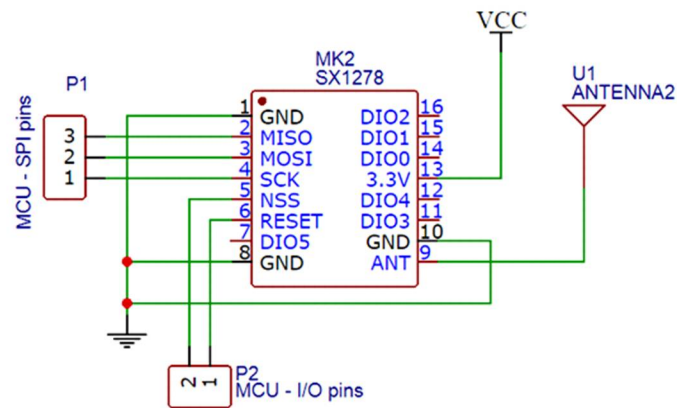 VCC
MK2
SX1278
U1
ANTENNA2
P1
MCU - SPI pins
3
2
1
1 GND DIO2 16
2 MISO DIO1 15
3 MOSI DIO0 14
4 SCK 3.3V 13
5 NSS DIO4 12
6 RESET DIO3 11
7 DIO5 GND 10
8 GND ANT 9
2 1
P2
MCU - I/O pins